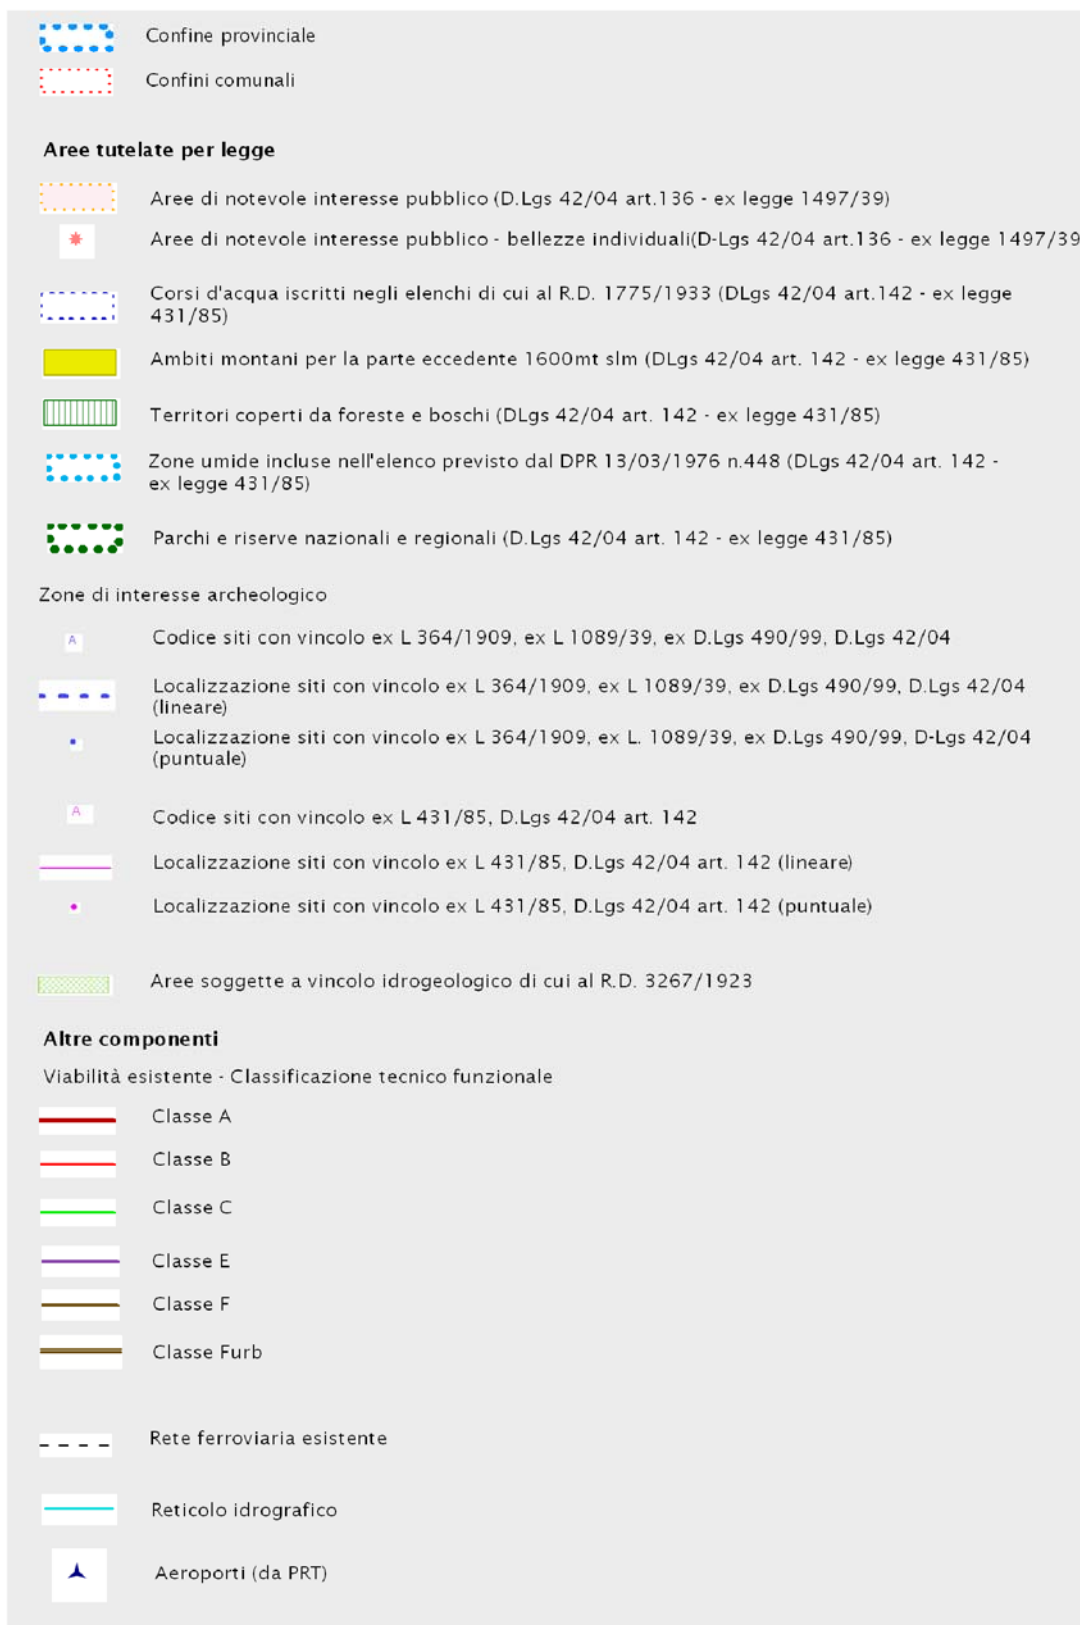 Confine provinciale
Confini comunali
Aree tutelate per legge
Aree di notevole interesse pubblico (D.Lgs 42/04 art.136 - ex legge 1497/39)
Aree di notevole interesse pubblico - bellezze individuali(D-Lgs 42/04 art.136 - ex legge 1497/39
Corsi d'acqua iscritti negli elenchi di cui al R.D. 1775/1933 (DLgs 42/04 art.142 - ex legge
431/85)
Ambiti montani per la parte eccedente 1600mt slm (DLgs 42/04 art. 142 - ex legge 431/85)
Territori coperti da foreste e boschi (DLgs 42/04 art. 142 - ex legge 431/85)
Zone umide incluse nell'elenco previsto dal DPR 13/03/1976 n.448 (DLgs 42/04 art. 142 -
ex legge 431/85)
Parchi e riserve nazionali e regionali (D.Lgs 42/04 art. 142 - ex legge 431/85)
Zone di interesse archeologico
A Codice siti con vincolo ex L 364/1909, ex L 1089/39, ex D.Lgs 490/99, D.Lgs 42/04
Localizzazione siti con vincolo ex L 364/1909, ex L 1089/39, ex D.Lgs 490/99, D.Lgs 42/04
(lineare)
Localizzazione siti con vincolo ex L 364/1909, ex L. 1089/39, ex D.Lgs 490/99, D-Lgs 42/04
(puntuale)
A Codice siti con vincolo ex L 431/85, D.Lgs 42/04 art. 142
Localizzazione siti con vincolo ex L 431/85, D.Lgs 42/04 art. 142 (lineare)
Localizzazione siti con vincolo ex L 431/85, D.Lgs 42/04 art. 142 (puntuale)
Aree soggette a vincolo idrogeologico di cui al R.D. 3267/1923
Altre componenti
Viabilità esistente - Classificazione tecnico funzionale
Classe A
Classe B
Classe C
Classe E
Classe F
Classe Furb
Rete ferroviaria esistente
Reticolo idrografico
Aeroporti (da PRT)